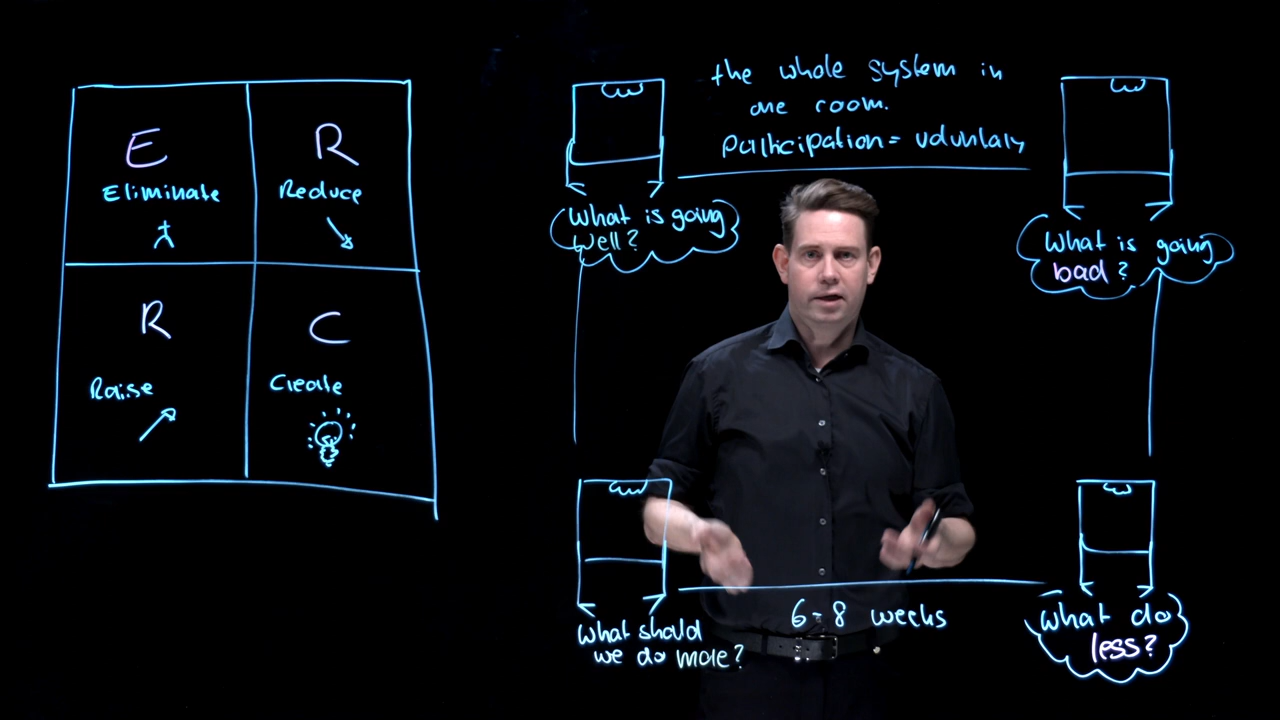 E
Eliminate
R
Reduce
R
Raise
C
Create
the whole system in
one room.
Participation = voluntary
What is going
well?
What is going
bad?
What should
we do more?
6-8 weeks
What do
less?